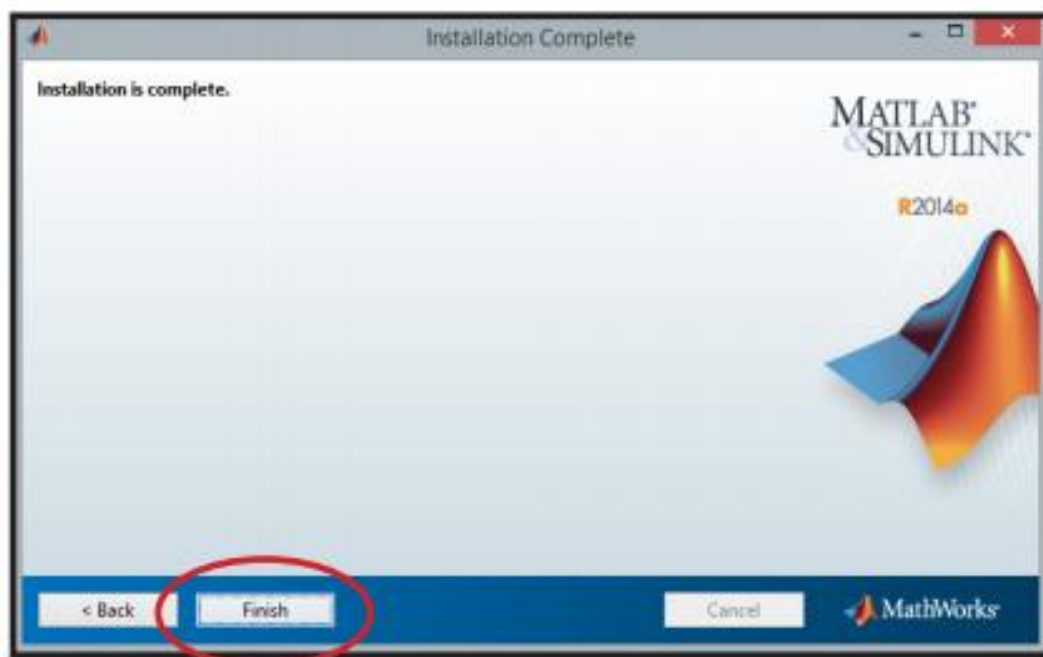 Installation Complete
Installation is complete.
MATLAB®
&SIMULINK®
R2014a
< Back
Finish
Cancel
MathWorks®